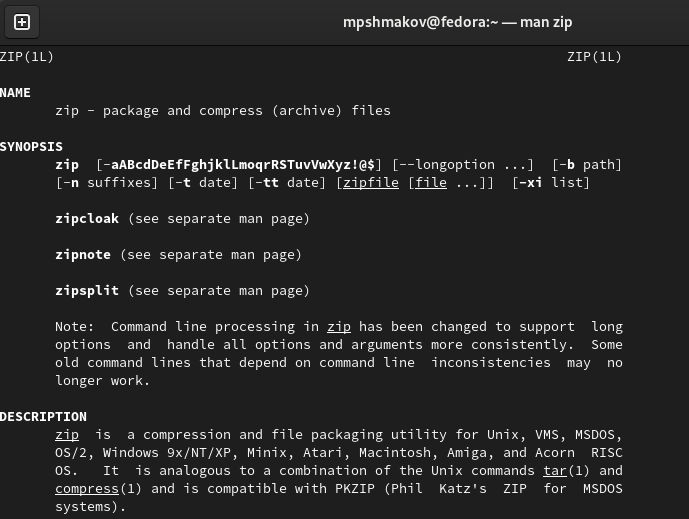 mpshmakov@fedora:~ — man zip
ZIP(1L) ZIP(1L)
NAME
zip - package and compress (archive) files
SYNOPSIS
zip [-aABcdDeEfFghjklLmoqrRSTuvVwXyz!@$] [--longoption ...] [-b path]
[-n suffixes] [-t date] [-tt date] [zipfile [file ...]] [-xi list]
zipcloak (see separate man page)
zipnote (see separate man page)
zipsplit (see separate man page)
Note: Command line processing in zip has been changed to support long
options and handle all options and arguments more consistently. Some
old command lines that depend on command line inconsistencies may no
longer work.
DESCRIPTION
zip is a compression and file packaging utility for Unix, VMS, MSDOS,
OS/2, Windows 9x/NT/XP, Minix, Atari, Macintosh, Amiga, and Acorn RISC
OS. It is analogous to a combination of the Unix commands tar(1) and
compress(1) and is compatible with PKZIP (Phil Katz's ZIP for MSDOS
systems).